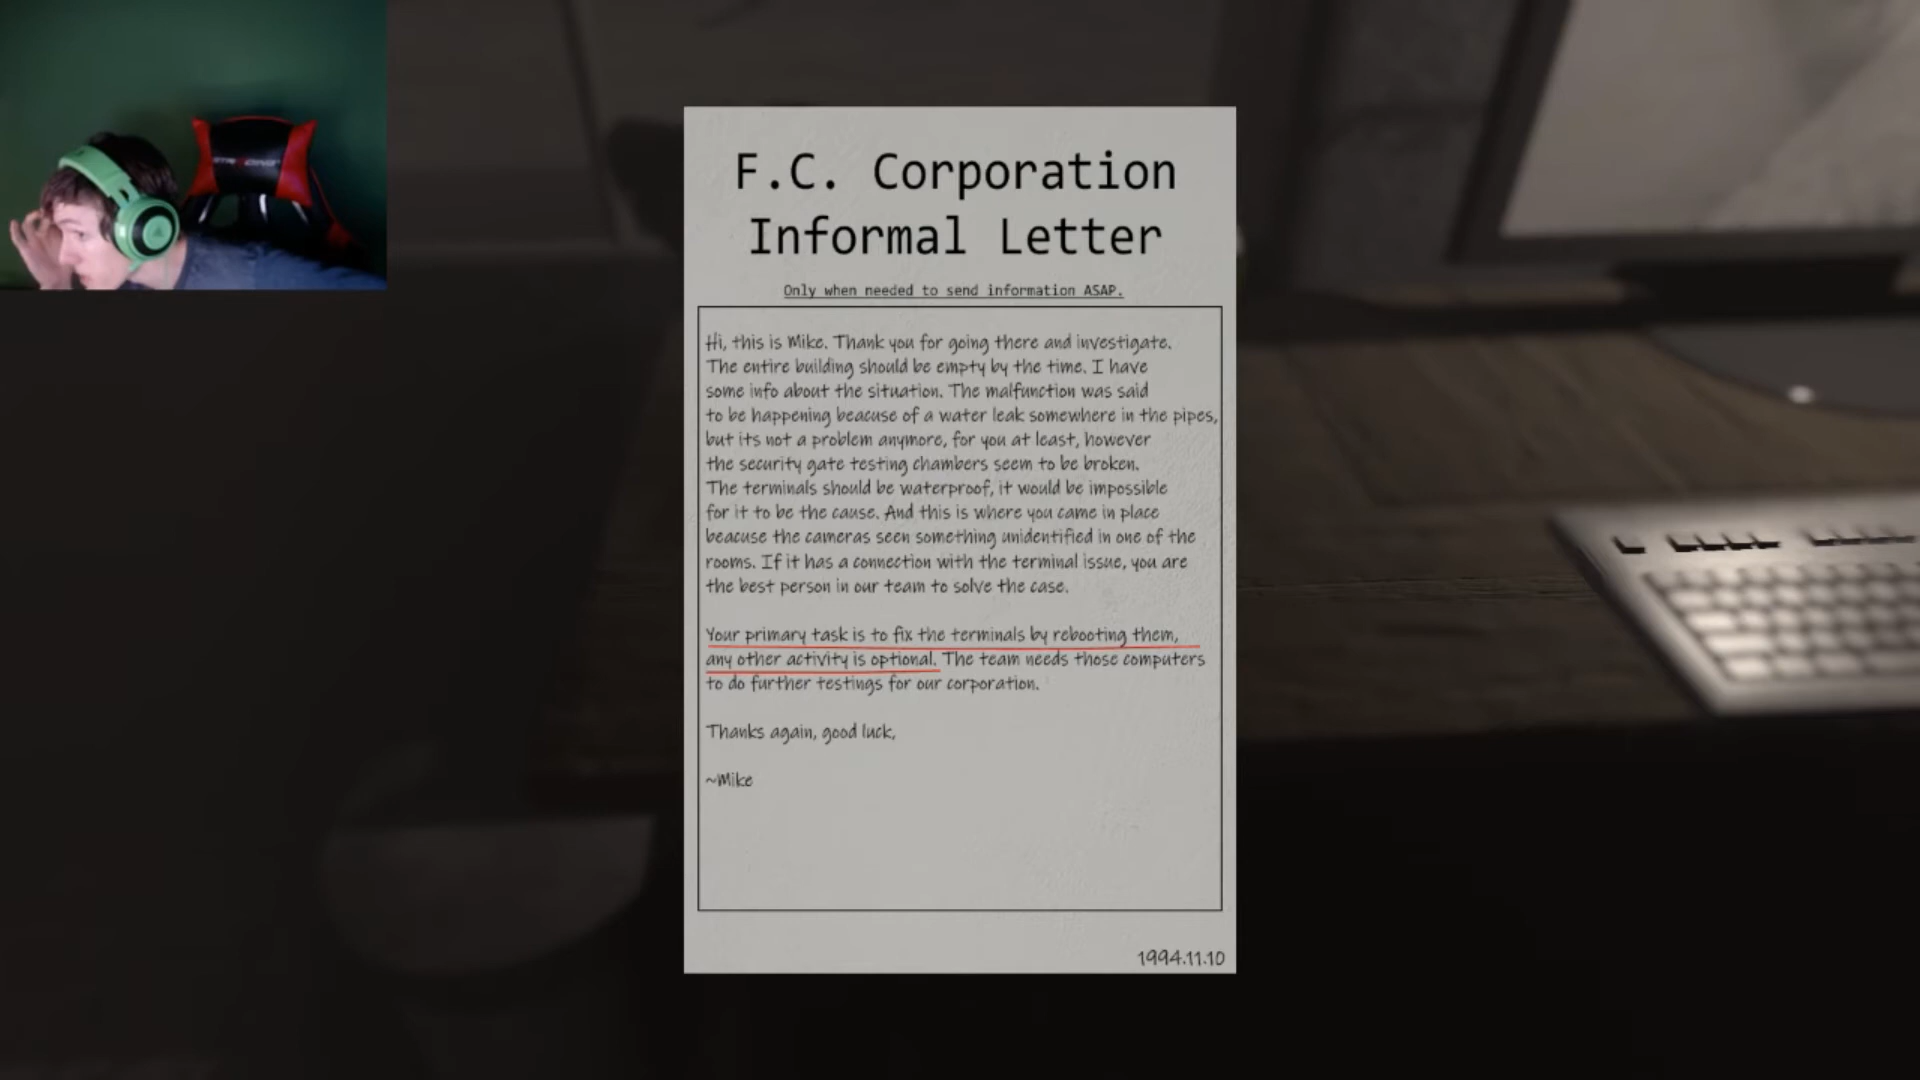 F.C. Corporation
Informal Letter
Only when needed to send information ASAP.
Hi, this is Mike. Thank you for going there and investigate.
The entire building should be empty by the time. I have
some info about the situation. The malfunction was said
to be happening beacuse of a water leak somewhere in the pipes,
but its not a problem anymore, for you at least, however
the security gate testing chambers seem to be broken.
The terminals should be waterproof, it would be impossible
for it to be the cause. And this is where you came in place
beacuse the cameras seen something unidentified in one of the
rooms. If it has a connection with the terminal issue, you are
the best person in our team to solve the case.
Your primary task is to fix the terminals by rebooting them,
any other activity is optional. The team needs those computers
to do further testings for our corporation.
Thanks again, good luck,
~Mike
1994.11.10